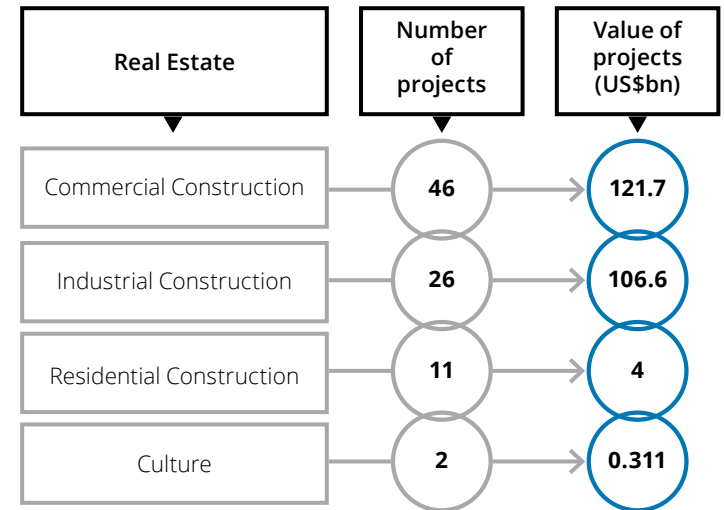 Real Estate
Number
of
projects
Value of
projects
(US$bn)
Commercial Construction
46
121.7
Industrial Construction
26
106.6
Residential Construction
11
4
Culture
2
0.311